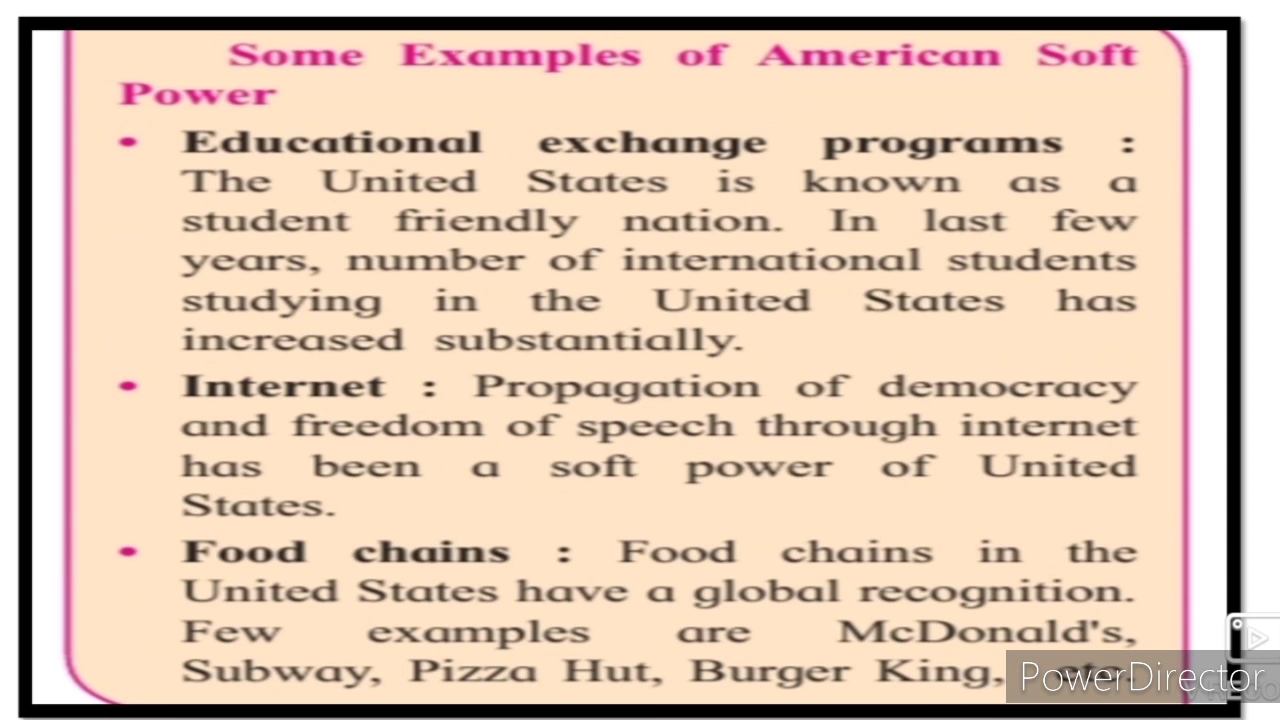 Some Examples of American Soft
Power
• Educational exchange programs :
The United States is known as a
student friendly nation. In last few
years, number of international students
studying in the United States has
increased substantially.
• Internet : Propagation of democracy
and freedom of speech through internet
has been a soft power of United
States.
• Food chains : Food chains in the
United States have a global recognition.
Few examples are McDonald's,
Subway, Pizza Hut, Burger King, etc.
PowerDirector